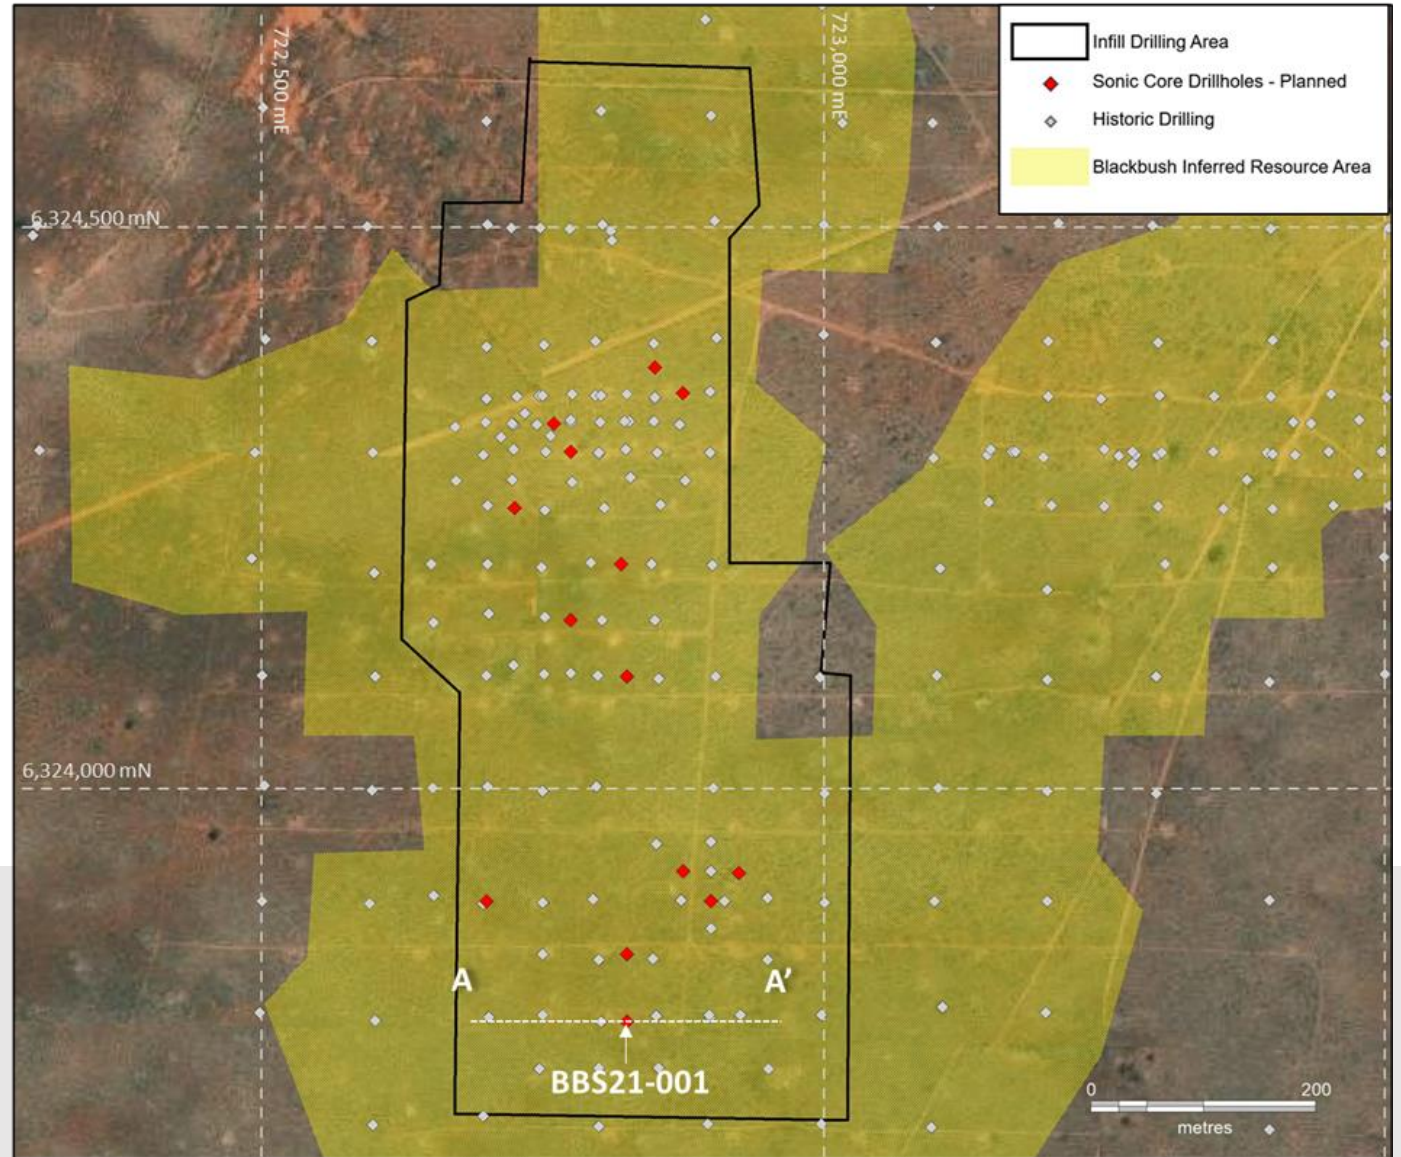 722,500 mE
723,000 mE
Infill Drilling Area
Sonic Core Drillholes - Planned
Historic Drilling
Blackbush Inferred Resource Area
6,324,500 mN
6,324,000 mN
A
A'
BBS21-001
0
200
metres